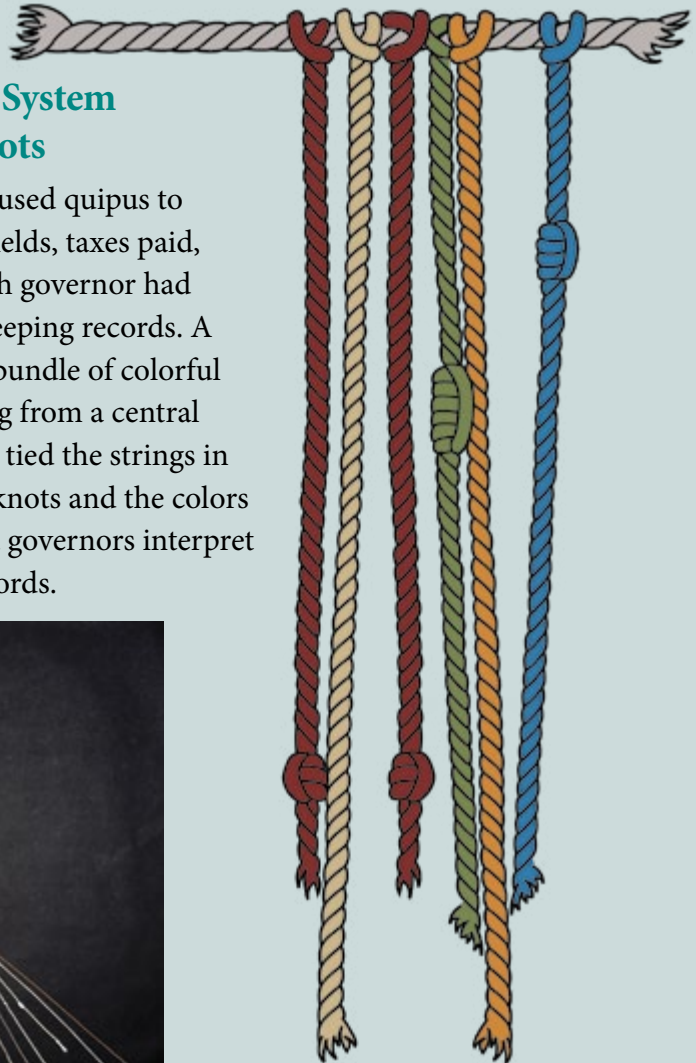 System
ots
used quipus to
elds, taxes paid,
h governor had
eeping records. A
bundle of colorful
g from a central
tied the strings in
knots and the colors
governors interpret
ords.